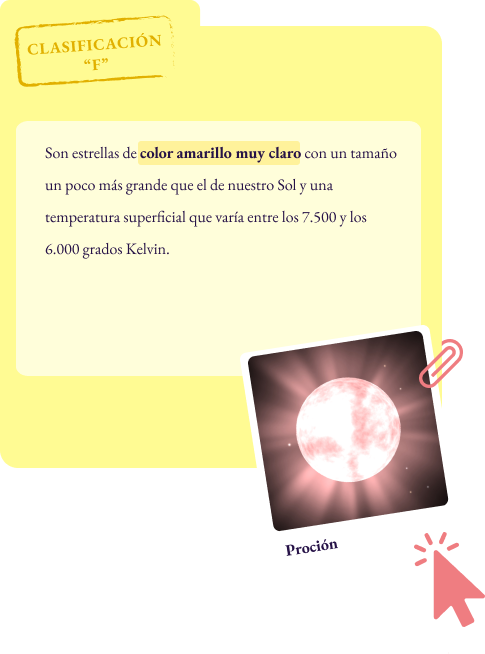 CLASIFICACIÓN
“F”
Son estrellas de color amarillo muy claro con un tamaño
un poco más grande que el de nuestro Sol y una
temperatura superficial que varía entre los 7.500 y los
6.000 grados Kelvin.
Proción